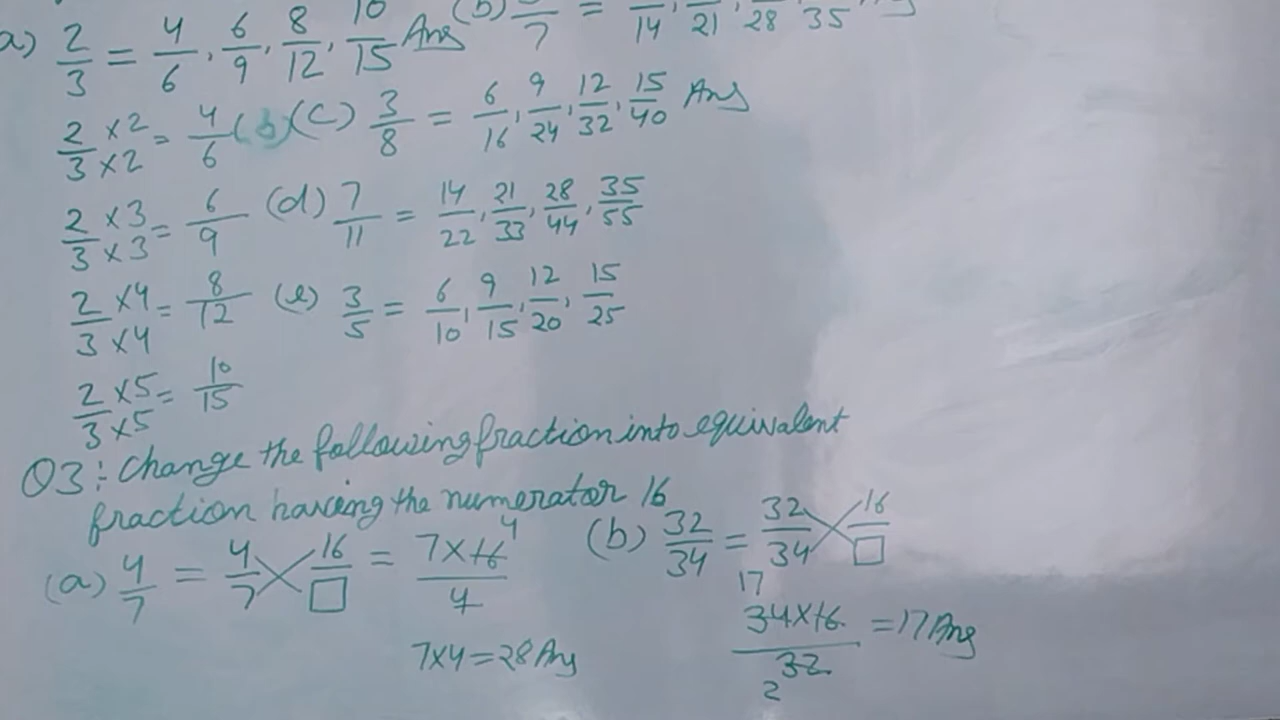 a) 2/3 = 4/6, 6/9, 8/12, 10/15 Ans (b) /7 = /14, /21, /28, /35
2/3 ×2/×2 = 4/6 (c) 3/8 = 6/16, 9/24, 12/32, 15/40 Ans
2/3 ×3/×3 = 6/9 (d) 7/11 = 14/22, 21/33, 28/44, 35/55
2/3 ×4/×4 = 8/12 (e) 3/5 = 6/10, 9/15, 12/20, 15/25
2/3 ×5/×5 = 10/15
Q3:- Change the following fraction into equivalent
fraction having the numerator 16
(a) 4/7 = 4/7 × 16/□ = 7×16/4 4
7×4=28 Ans
(b) 32/34 = 32/34 × 16/□
17
34×16/32 = 17 Ans
2